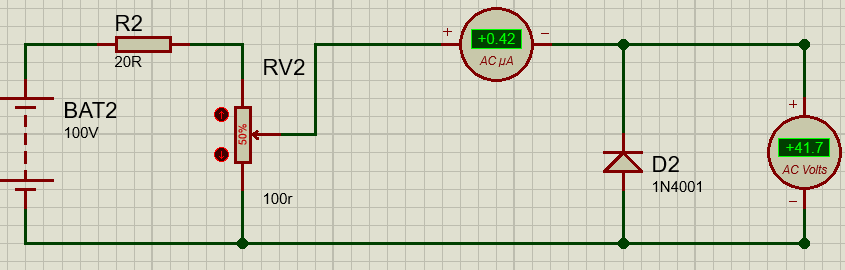 R2
20R
BAT2
100V
RV2
50%
100r
+
+0.42
AC µA
−
D2
1N4001
+
+41.7
AC Volts
−